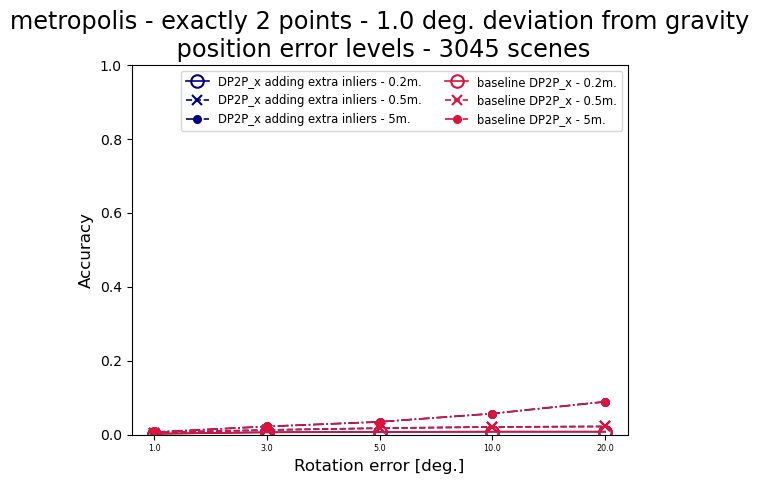 metropolis - exactly 2 points - 1.0 deg. deviation from gravity
position error levels - 3045 scenes
DP2P_x adding extra inliers - 0.2m.
DP2P_x adding extra inliers - 0.5m.
DP2P_x adding extra inliers - 5m.
baseline DP2P_x - 0.2m.
baseline DP2P_x - 0.5m.
baseline DP2P_x - 5m.
Accuracy
1.0
0.8
0.6
0.4
0.2
0.0
1.0 3.0 5.0 10.0 20.0
Rotation error [deg.]